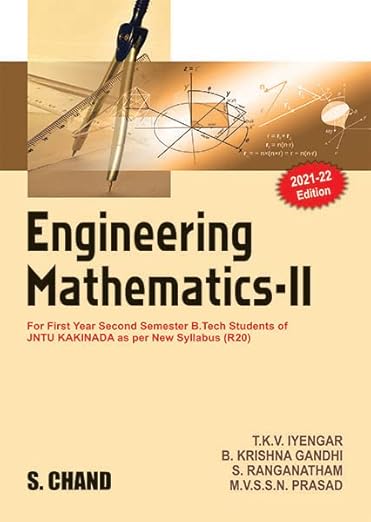 2021-22
Edition
Engineering
Mathematics-II
For First Year Second Semester B.Tech Students of
JNTU KAKINADA as per New Syllabus (R20)
T.K.V. IYENGAR
B. KRISHNA GANDHI
S. RANGANATHAM
M.V.S.S.N. PRASAD
S. CHAND